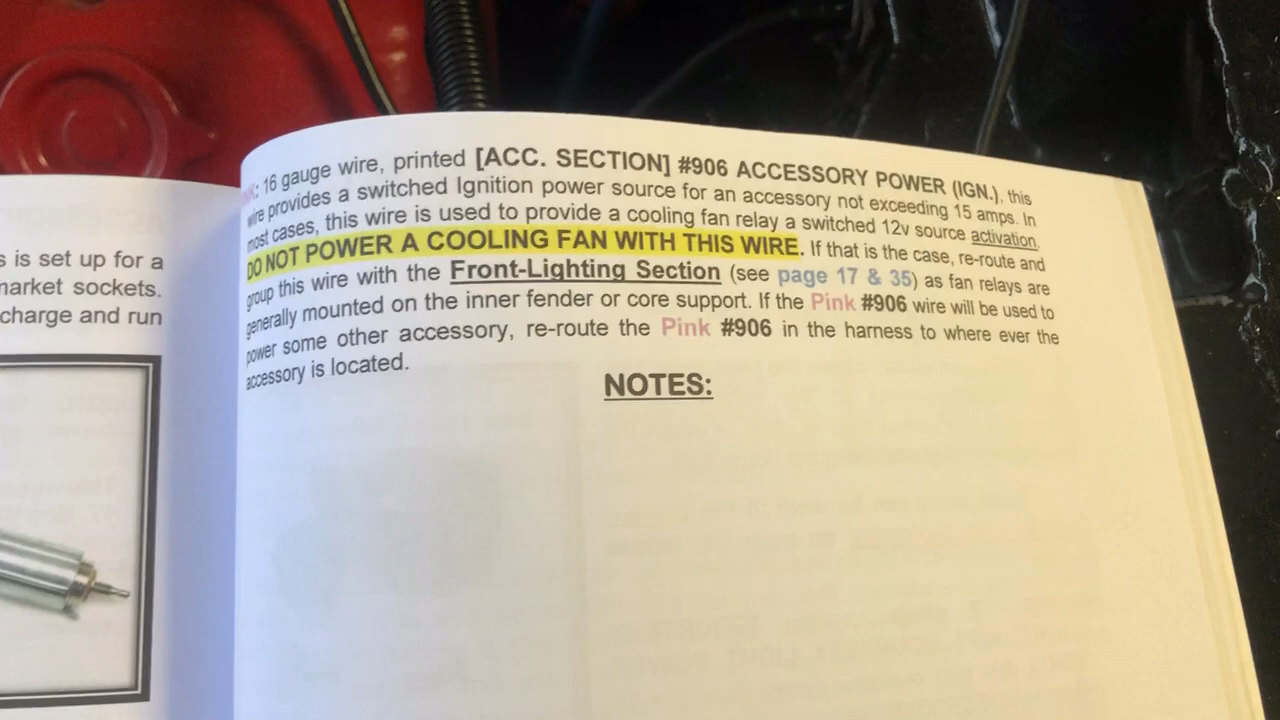 s is set up for a
market sockets.
charge and run
: 16 gauge wire, printed [ACC. SECTION] #906 ACCESSORY POWER (IGN.), this
wire provides a switched Ignition power source for an accessory not exceeding 15 amps. In
most cases, this wire is used to provide a cooling fan relay a switched 12v source activation.
DO NOT POWER A COOLING FAN WITH THIS WIRE. If that is the case, re-route and
group this wire with the Front-Lighting Section (see page 17 & 35) as fan relays are
generally mounted on the inner fender or core support. If the Pink #906 wire will be used to
power some other accessory, re-route the Pink #906 in the harness to where ever the
accessory is located.
NOTES: